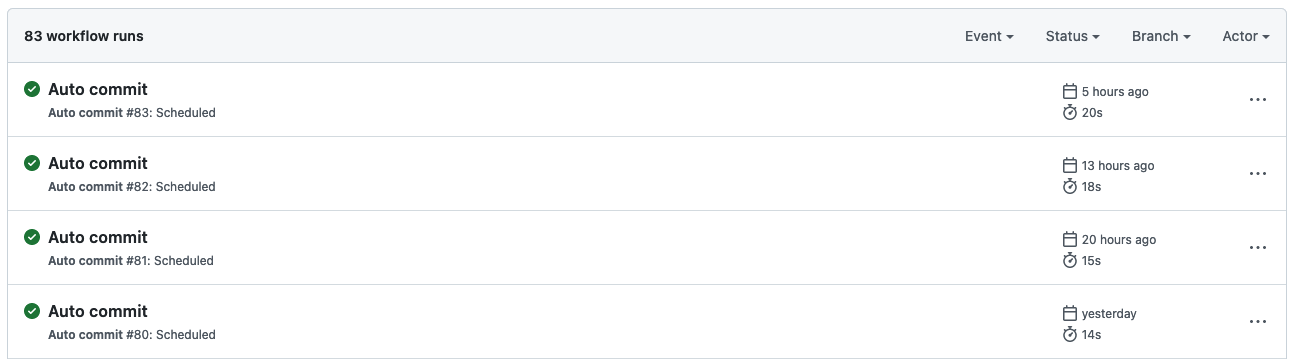 83 workflow runs
Event Status Branch Actor
Auto commit
Auto commit #83: Scheduled
5 hours ago
20s
Auto commit
Auto commit #82: Scheduled
13 hours ago
18s
Auto commit
Auto commit #81: Scheduled
20 hours ago
15s
Auto commit
Auto commit #80: Scheduled
yesterday
14s